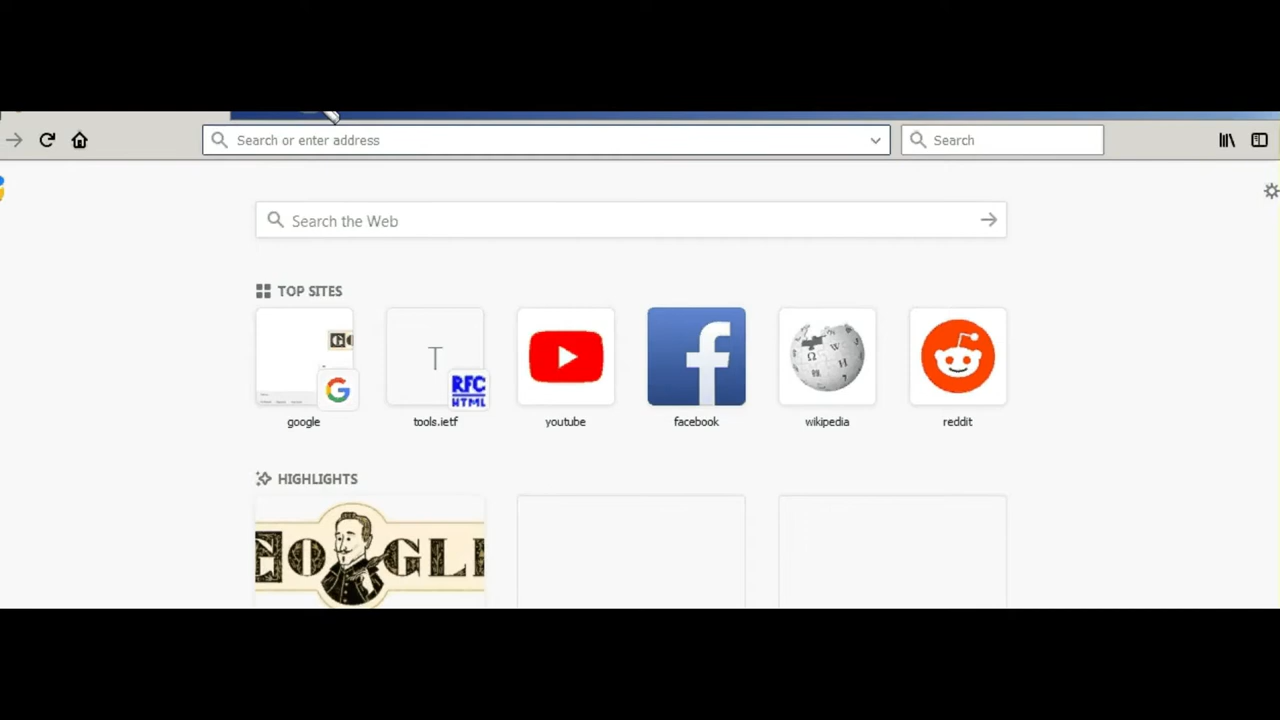 Search or enter address
Search
Search the Web
TOP SITES
T
RFC
HTML
google
tools.ietf
youtube
facebook
wikipedia
reddit
HIGHLIGHTS
GOOGLE